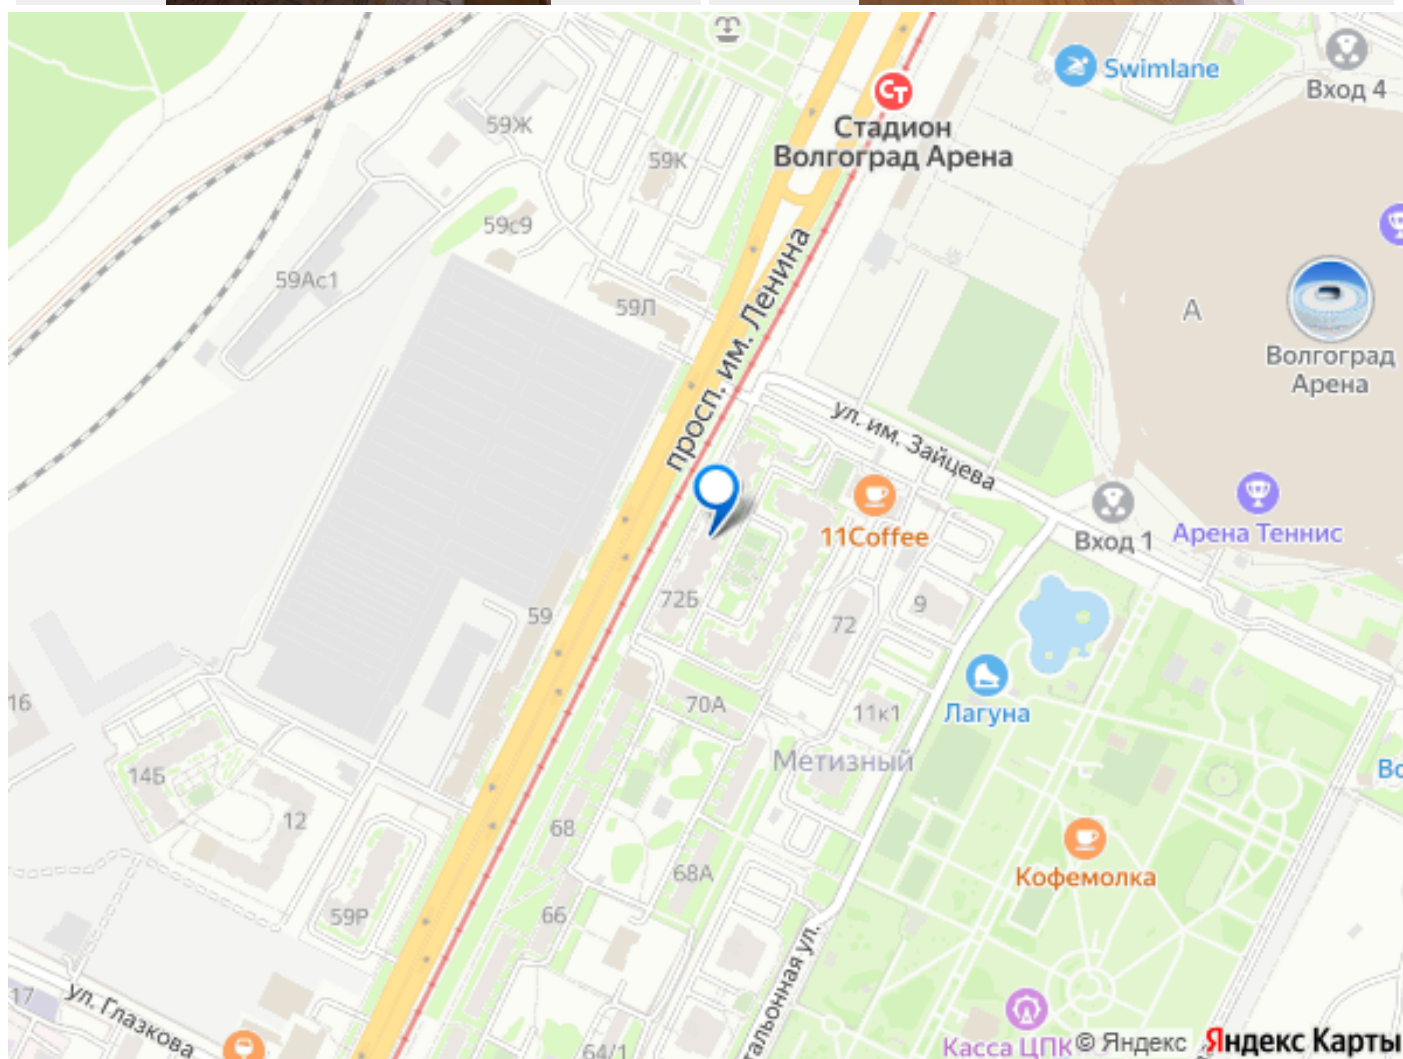 Swimlane
Вход 4
59Ж
Стадион
Волгоград Арена
59К
59с9
59Ас1
59Л
А
Волгоград
Арена
просп. им. Ленина
ул. им. Зайцева
11Coffee
Вход 1
Арена Теннис
72Б
59
72
9
16
70А
11к1
Лагуна
Метизный
14Б
12
68
68А
Кофемолка
59Р
66
17
ул. Глазкова
64/1
тальонная ул.
Касса ЦПК
© Яндекс
Яндекс Карты